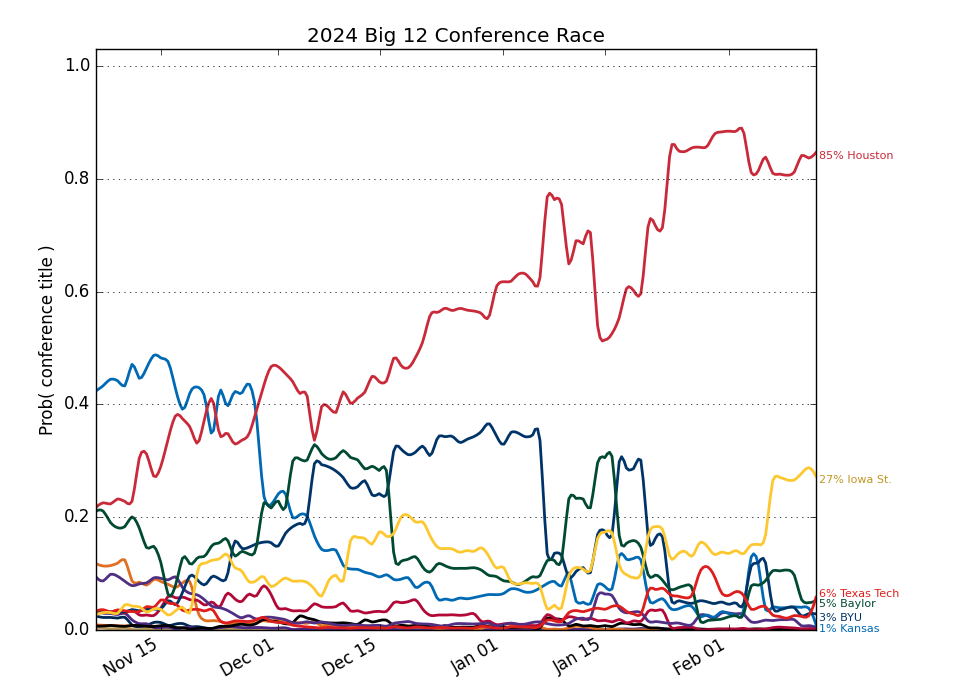 2024 Big 12 Conference Race
Prob( conference title )
1.0
0.8
0.6
0.4
0.2
0.0
85% Houston
27% Iowa St.
6% Texas Tech
5% Baylor
3% BYU
1% Kansas
Nov 15
Dec 01
Dec 15
Jan 01
Jan 15
Feb 01